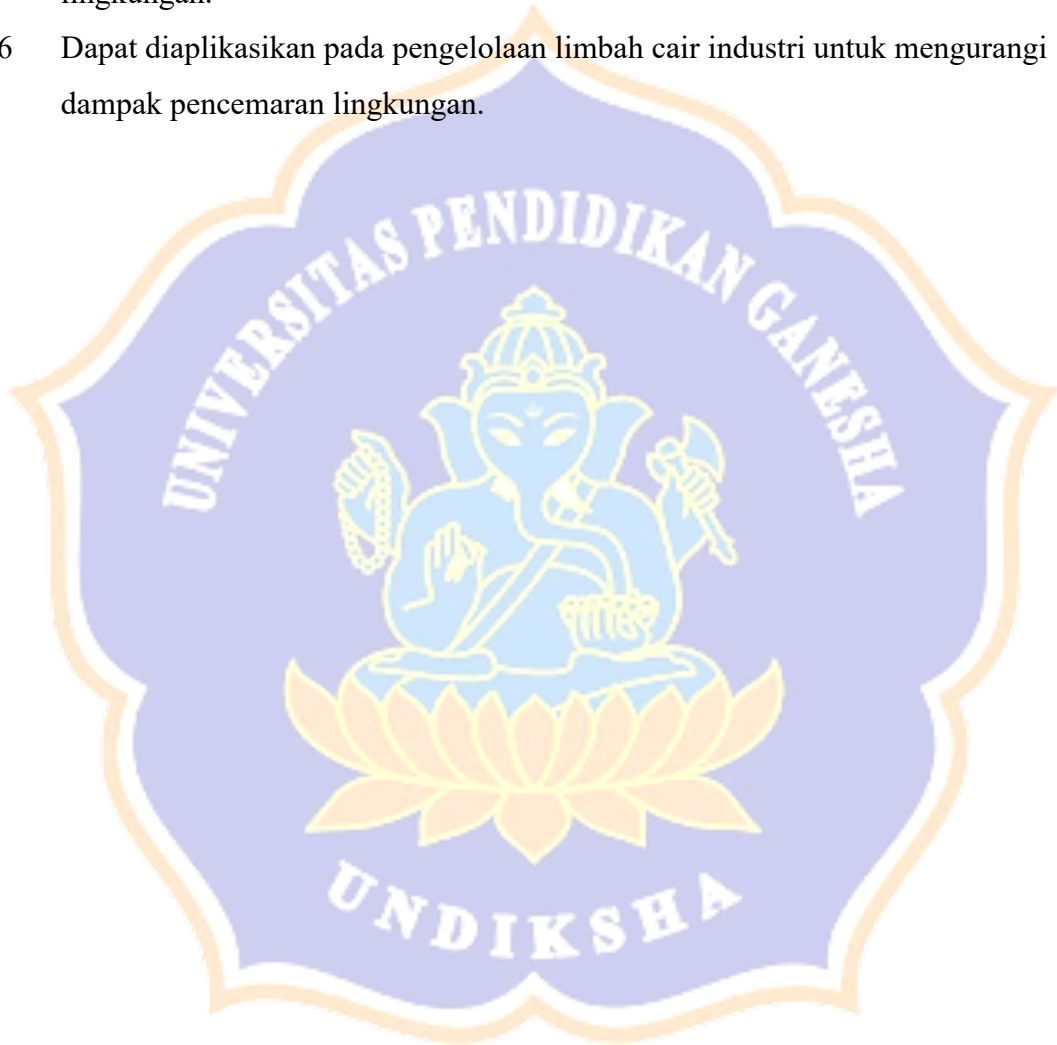 lingkungan.
6 Dapat diaplikasikan pada pengelolaan limbah cair industri untuk mengurangi
dampak pencemaran lingkungan.
UNIVERSITAS PENDIDIKAN GANESHA
UNDIKSHA